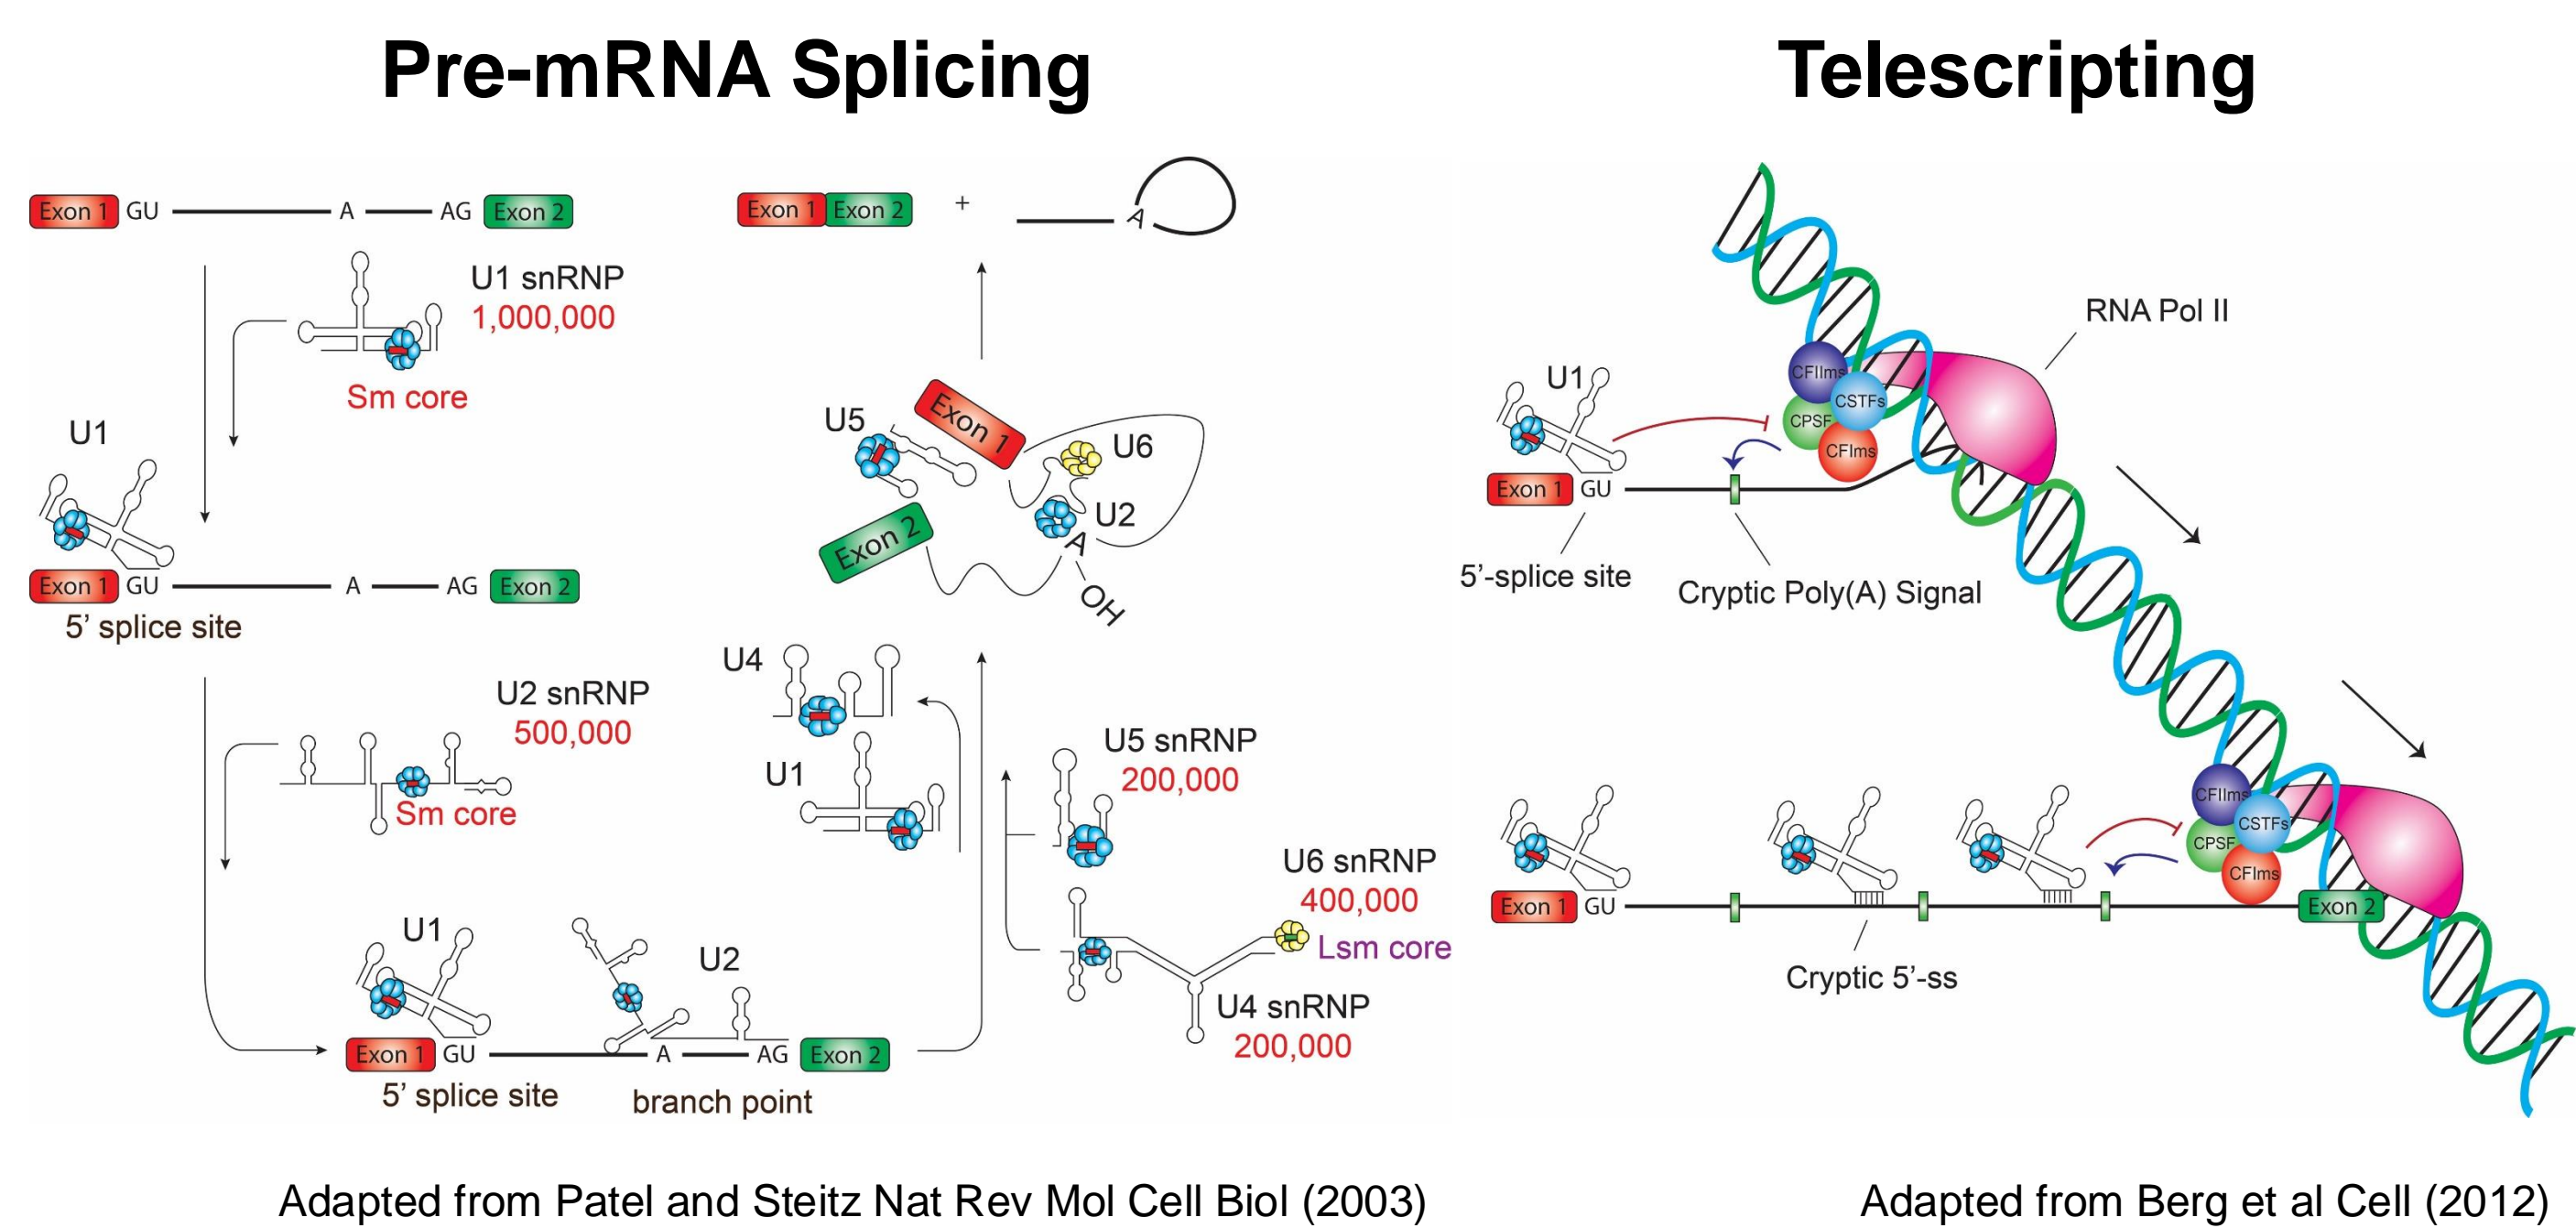 Pre-mRNA Splicing
Exon 1 GU A AG Exon 2
U1 snRNP
1,000,000
Sm core
U1
Exon 1 GU A AG Exon 2
5’ splice site
U2 snRNP
500,000
Sm core
U1
U2
Exon 1 GU A AG Exon 2
5’ splice site
branch point
Exon 1 Exon 2 + A
U5
Exon 1
U6
U2
A
Exon 2
OH
U4
U1
U5 snRNP
200,000
U6 snRNP
400,000
Lsm core
U4 snRNP
200,000
Adapted from Patel and Steitz Nat Rev Mol Cell Biol (2003)
Telescripting
RNA Pol II
U1
CFIIms
CSTFs
CPSF
CFIms
Exon 1 GU
5’-splice site
Cryptic Poly(A) Signal
CFIIms
CSTFs
CPSF
CFIms
Exon 1 GU Exon 2
Cryptic 5’-ss
Adapted from Berg et al Cell (2012)